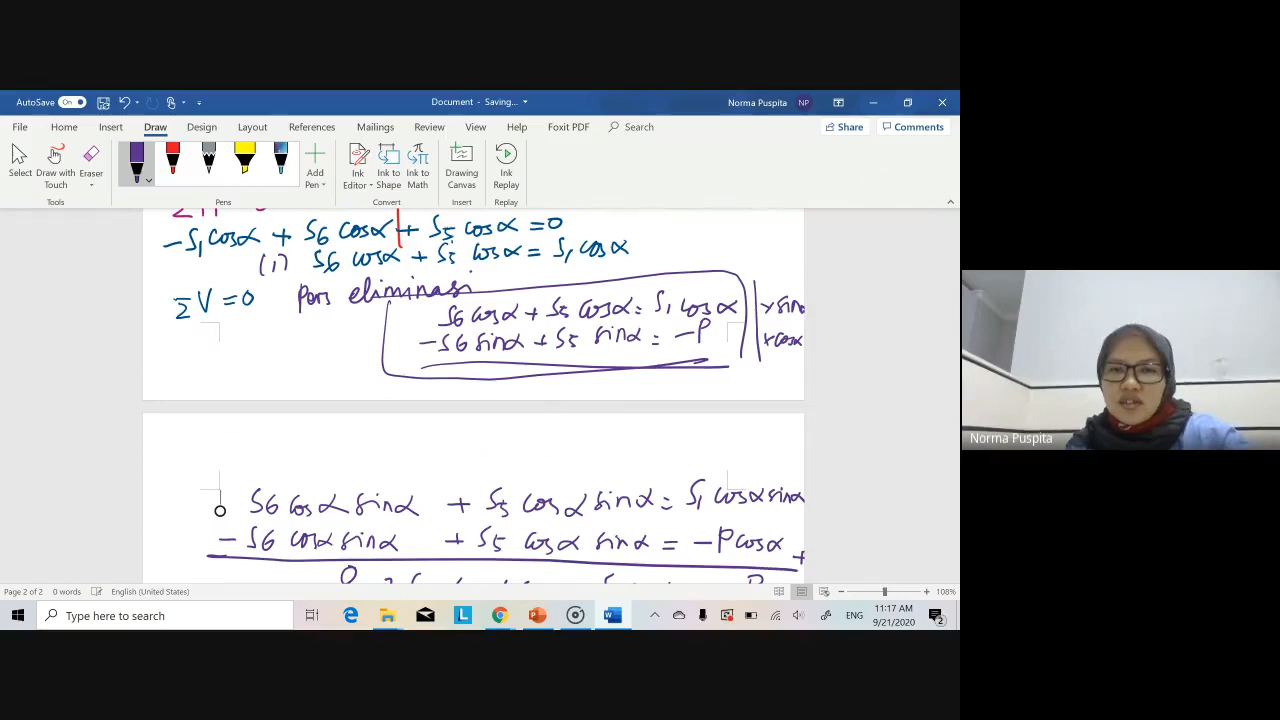 AutoSave On Document - Saving... Norma Puspita NP
File Home Insert Draw Design Layout References Mailings Review View Help Foxit PDF Search Share Comments
Select Draw with Touch Eraser Add Pen Ink Editor Ink to Shape Ink to Math Drawing Canvas Ink Replay
Tools Pens Convert Insert Replay
-S1 cosα + S6 cosα + S5 cosα = 0
(1) S6 cosα + S5 cosα = S1 cosα
ΣV = 0 Pers eliminasi
S6 cosα + S5 cosα = S1 cosα | x sinα
-S6 sinα + S5 sinα = -P | x cosα
Norma Puspita
S6 cosα sinα + S5 cosα sinα = S1 cosα sinα
- S6 cosα sinα + S5 cosα sinα = -P cosα +
0
Page 2 of 2 0 words English (United States) 108%
Type here to search ENG 11:17 AM
9/21/2020 2